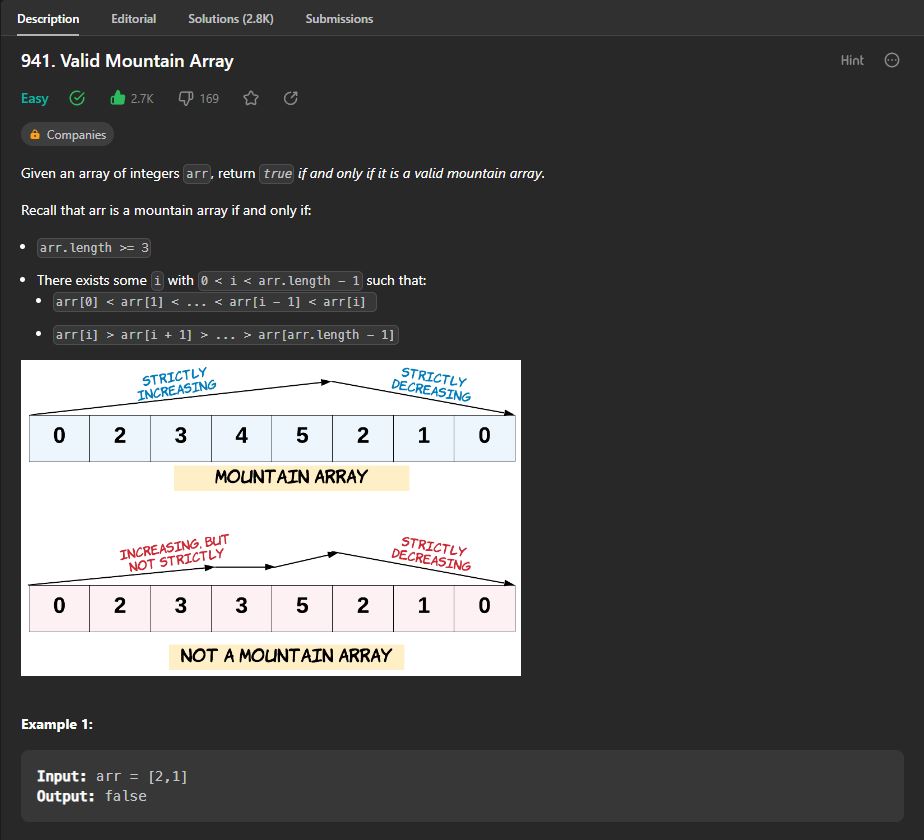 Description Editorial Solutions (2.8K) Submissions
941. Valid Mountain Array
Hint
Easy 2.7K 169
Companies
Given an array of integers arr, return true if and only if it is a valid mountain array.
Recall that arr is a mountain array if and only if:
• arr.length >= 3
• There exists some i with 0 < i < arr.length - 1 such that:
• arr[0] < arr[1] < ... < arr[i - 1] < arr[i]
• arr[i] > arr[i + 1] > ... > arr[arr.length - 1]
STRICTLY
INCREASING
STRICTLY
DECREASING
0 2 3 4 5 2 1 0
MOUNTAIN ARRAY
INCREASING, BUT
NOT STRICTLY
STRICTLY
DECREASING
0 2 3 3 5 2 1 0
NOT A MOUNTAIN ARRAY
Example 1:
Input: arr = [2,1]
Output: false